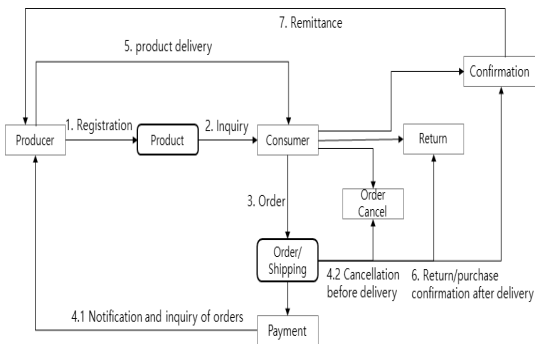 7. Remittance
5. product delivery
Confirmation
1. Registration
2. Inquiry
Producer
Product
Consumer
Return
3. Order
Order
Cancel
Order/
Shipping
4.2 Cancellation
before delivery
6. Return/purchase
confirmation after delivery
4.1 Notification and inquiry of orders
Payment